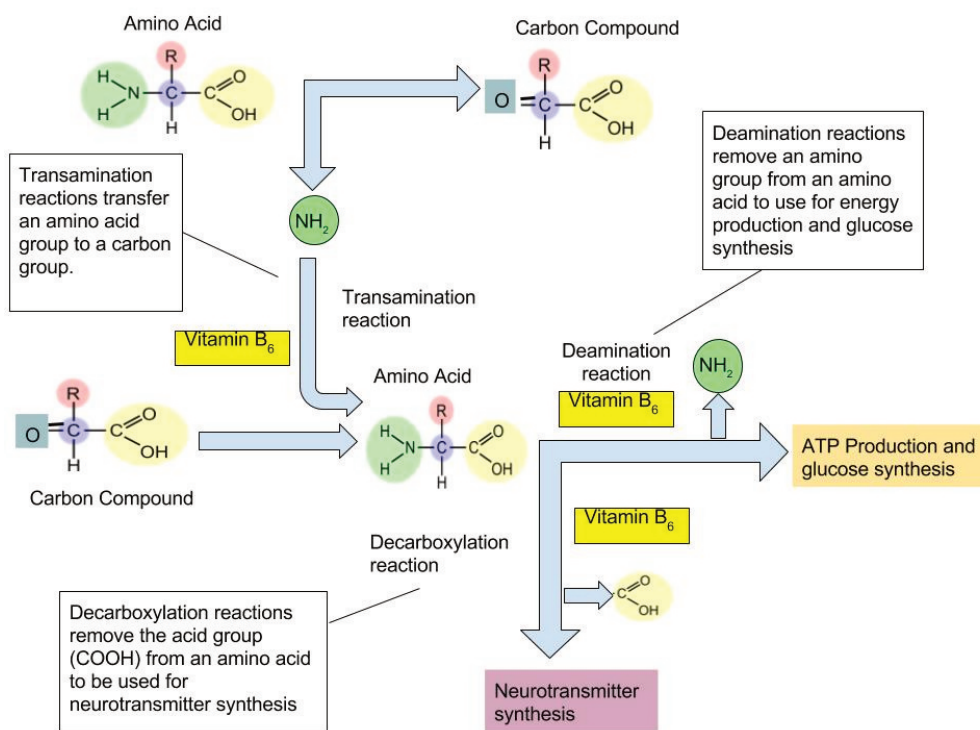 Amino Acid
Carbon Compound
H
N
H
R
C
H
C
O
OH
O
R
C
H
C
O
OH
Transamination
reactions transfer
an amino acid
group to a carbon
group.
NH2
Deamination reactions
remove an amino
group from an amino
acid to use for energy
production and glucose
synthesis
Transamination
reaction
Vitamin B6
Deamination
reaction
Vitamin B6
NH2
Amino Acid
O
R
C
H
C
O
OH
Carbon Compound
H
N
H
R
C
H
C
O
OH
ATP Production and
glucose synthesis
Vitamin B6
Decarboxylation
reaction
C
O
OH
Decarboxylation reactions
remove the acid group
(COOH) from an amino acid
to be used for
neurotransmitter synthesis
Neurotransmitter
synthesis